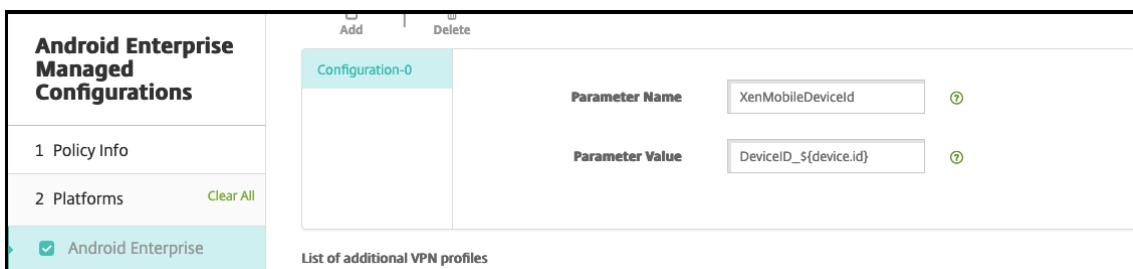 Add
Delete
Android Enterprise
Managed
Configurations
Configuration-0
Parameter Name
XenMobileDeviceId
Parameter Value
DeviceID_${device.id}
1 Policy Info
2 Platforms
Clear All
Android Enterprise
List of additional VPN profiles